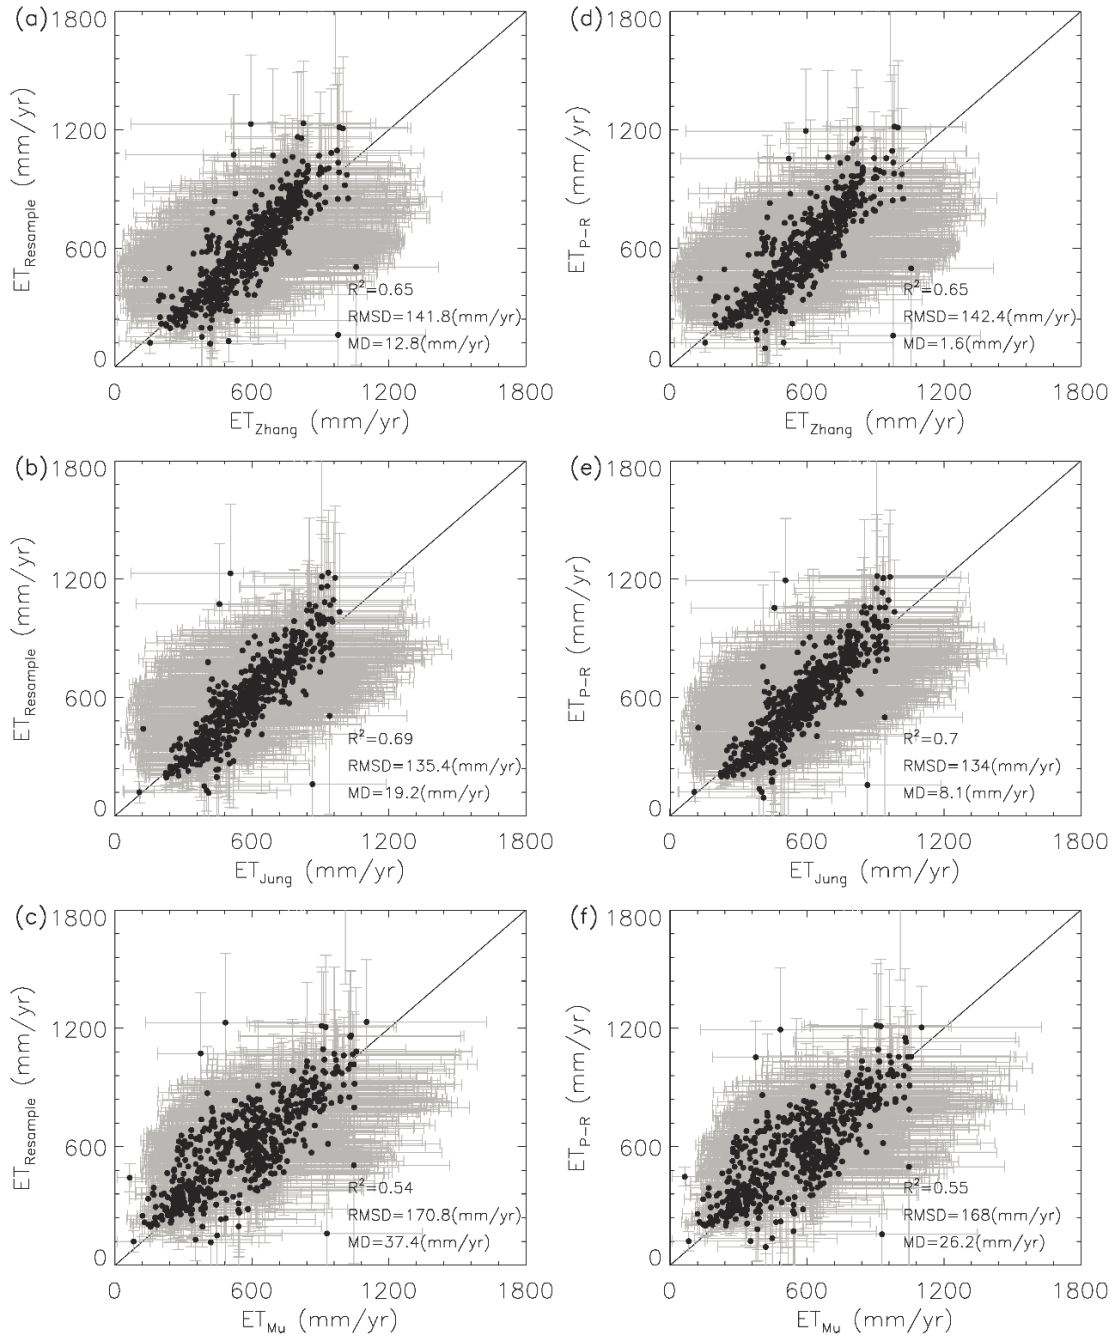 (a)
1800
1200
600
0
ET_Resample (mm/yr)
R²=0.65
RMSD=141.8(mm/yr)
MD=12.8(mm/yr)
0 600 1200 1800
ET_Zhang (mm/yr)
(d)
1800
1200
600
0
ET_P-R (mm/yr)
R²=0.65
RMSD=142.4(mm/yr)
MD=1.6(mm/yr)
0 600 1200 1800
ET_Zhang (mm/yr)
(b)
1800
1200
600
0
ET_Resample (mm/yr)
R²=0.69
RMSD=135.4(mm/yr)
MD=19.2(mm/yr)
0 600 1200 1800
ET_Jung (mm/yr)
(e)
1800
1200
600
0
ET_P-R (mm/yr)
R²=0.7
RMSD=134(mm/yr)
MD=8.1(mm/yr)
0 600 1200 1800
ET_Jung (mm/yr)
(c)
1800
1200
600
0
ET_Resample (mm/yr)
R²=0.54
RMSD=170.8(mm/yr)
MD=37.4(mm/yr)
0 600 1200 1800
ET_Mu (mm/yr)
(f)
1800
1200
600
0
ET_P-R (mm/yr)
R²=0.55
RMSD=168(mm/yr)
MD=26.2(mm/yr)
0 600 1200 1800
ET_Mu (mm/yr)